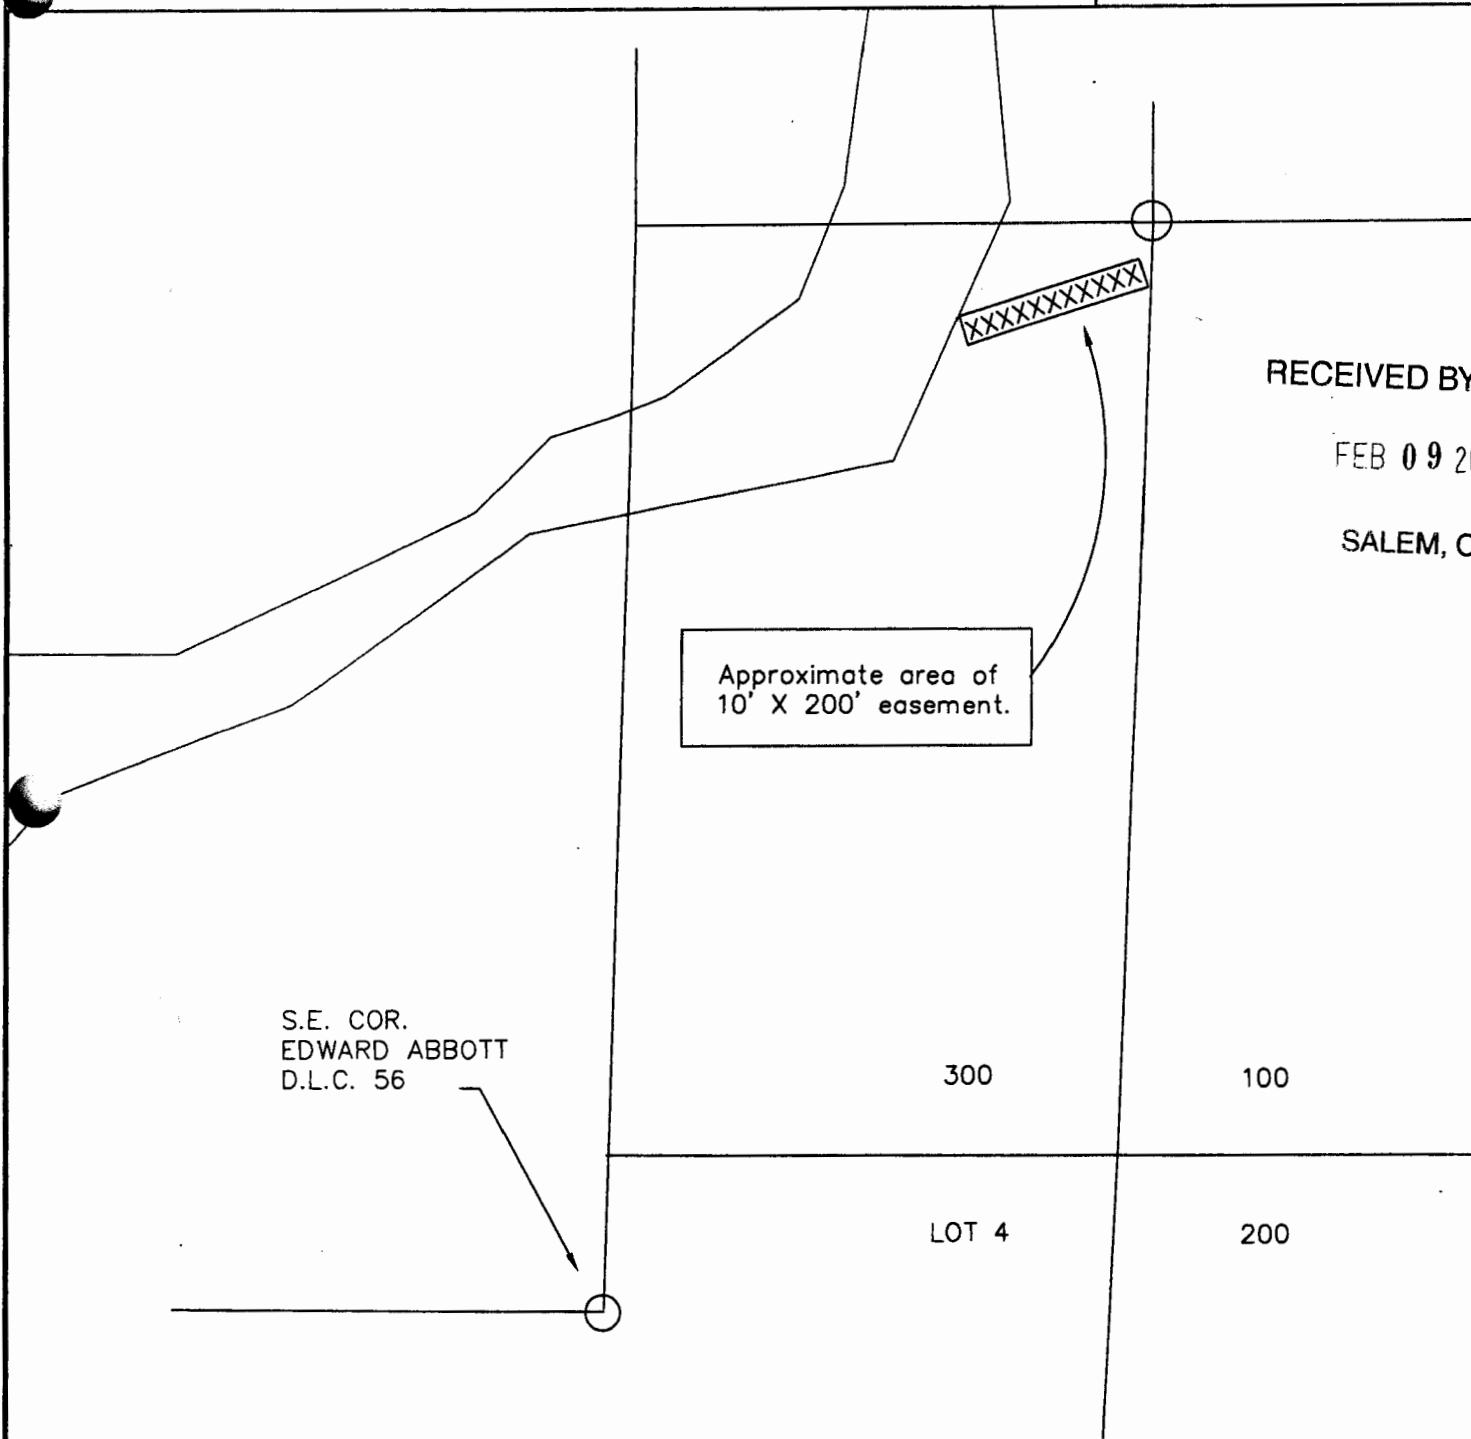 XXXXXXXXXXX
RECEIVED BY
FEB 09
SALEM,
Approximate area of
10' X 200' easement.
S.E. COR.
EDWARD ABBOTT
D.L.C. 56
300 100
LOT 4 200